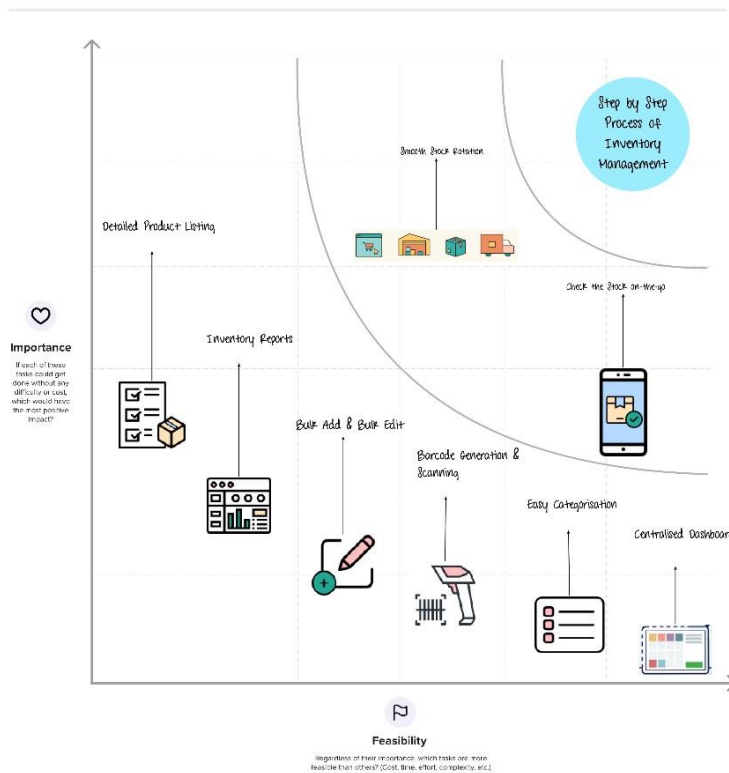 Step by Step
Process of
Inventory
Management
Smooth Stock Rotation
Detailed Product Listing
Check the Stock on-the-go
Inventory Reports
Importance
If each of these
tasks could get
done without any
difficulty or cost,
which would have
the most positive
impact?
Bulk Add & Bulk Edit
Barcode Generation &
Scanning
Easy Categorisation
Centralised Dashboar
Feasibility
Regardless of their importance, which tasks are more
feasible than others? (Cost, time, effort, complexity, etc.)